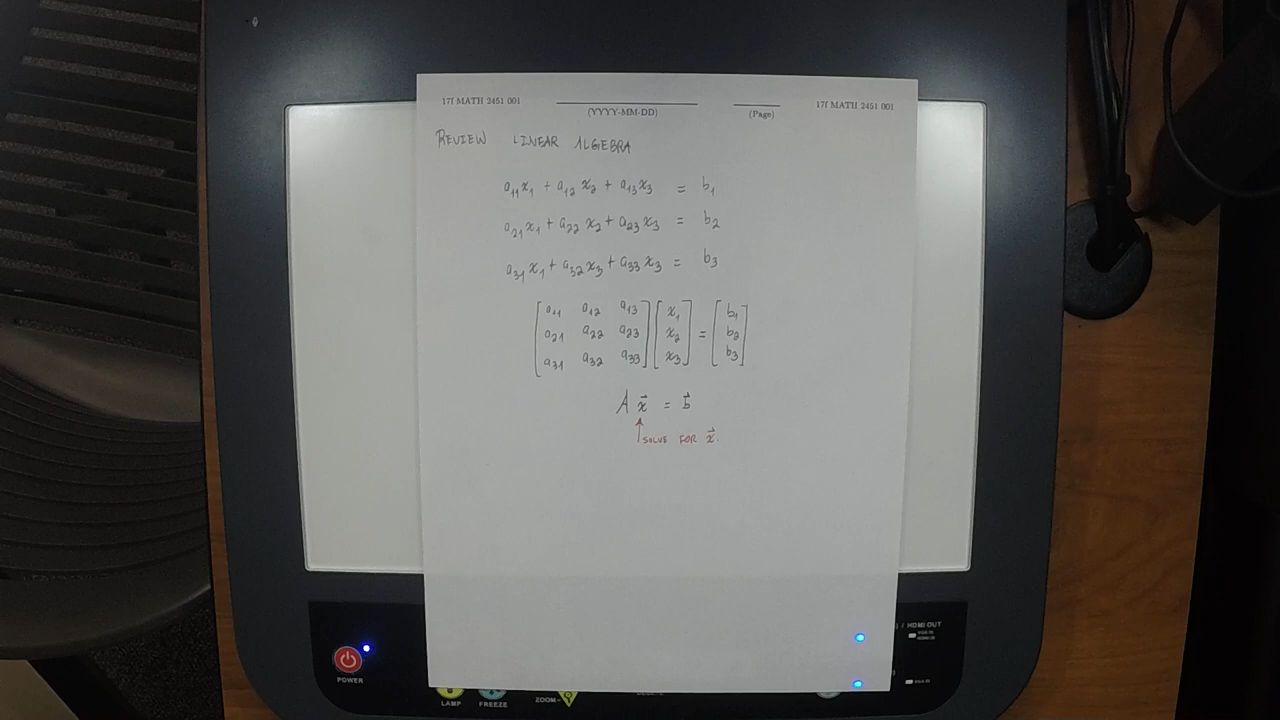 17f MATH 2451 001
(YYYY-MM-DD)
(Page)
17f MATH 2451 001
REVIEW LINEAR ALGEBRA
a₁₁x₁ + a₁₂x₂ + a₁₃x₃ = b₁
a₂₁x₁ + a₂₂x₂ + a₂₃x₃ = b₂
a₃₁x₁ + a₃₂x₃ + a₃₃x₃ = b₃
[a₁₁ a₁₂ a₁₃] [x₁] = [b₁]
[a₂₁ a₂₂ a₂₃] [x₂] = [b₂]
[a₃₁ a₃₂ a₃₃] [x₃] = [b₃]
A x⃗ = b⃗
↑ SOLVE FOR x⃗.
/ HDMI OUT
POWER
LAMP
FREEZE
ZOOM-